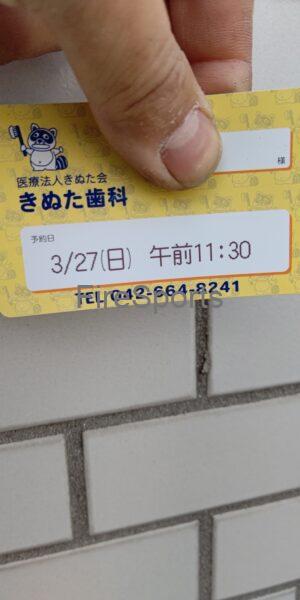 様
医療法人きぬた会
きぬた歯科
予約日
3/27(日) 午前11:30
TEL 042-664-8241
FireSports